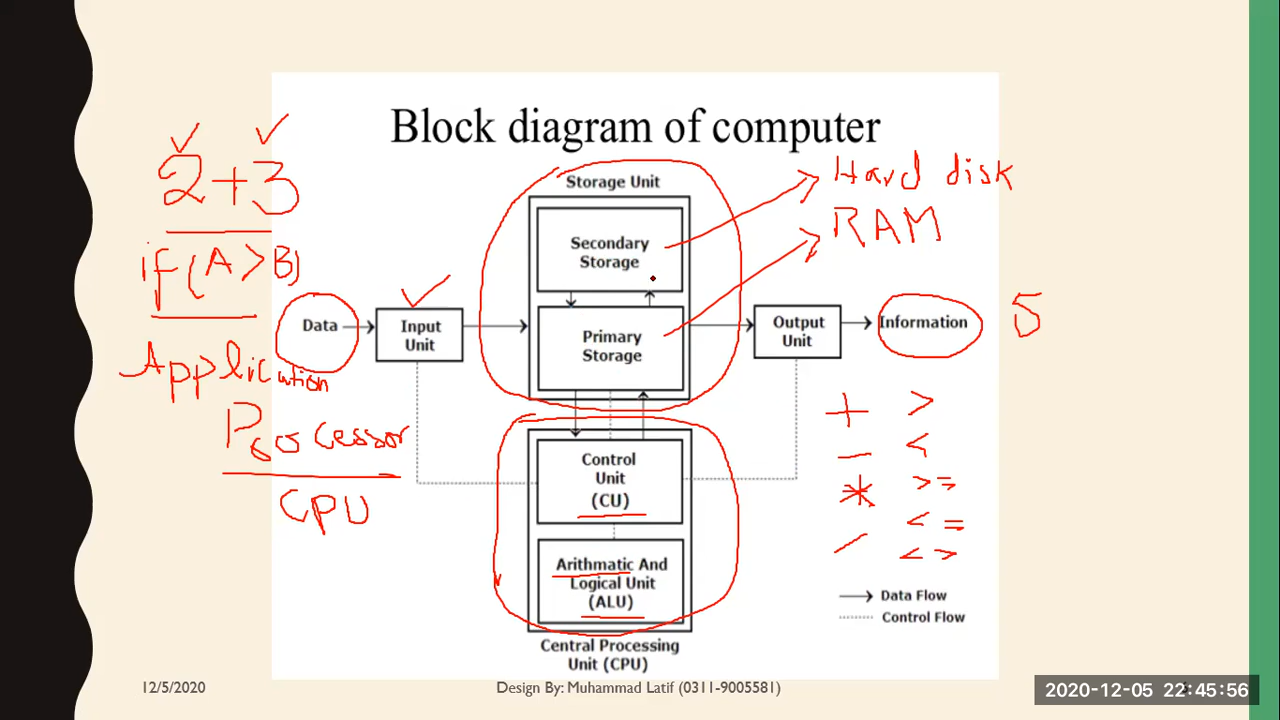 Block diagram of computer
2+3
if(A>B)
Application
Processor
CPU
Data
Input
Unit
Storage Unit
Secondary
Storage
Primary
Storage
Hard disk
RAM
Output
Unit
Information
5
Control
Unit
(CU)
Arithmatic And
Logical Unit
(ALU)
Central Processing
Unit (CPU)
+ >
- <
* >=
/ <=
<>
Data Flow
Control Flow
12/5/2020
Design By: Muhammad Latif (0311-9005581)
2020-12-05 22:45:56